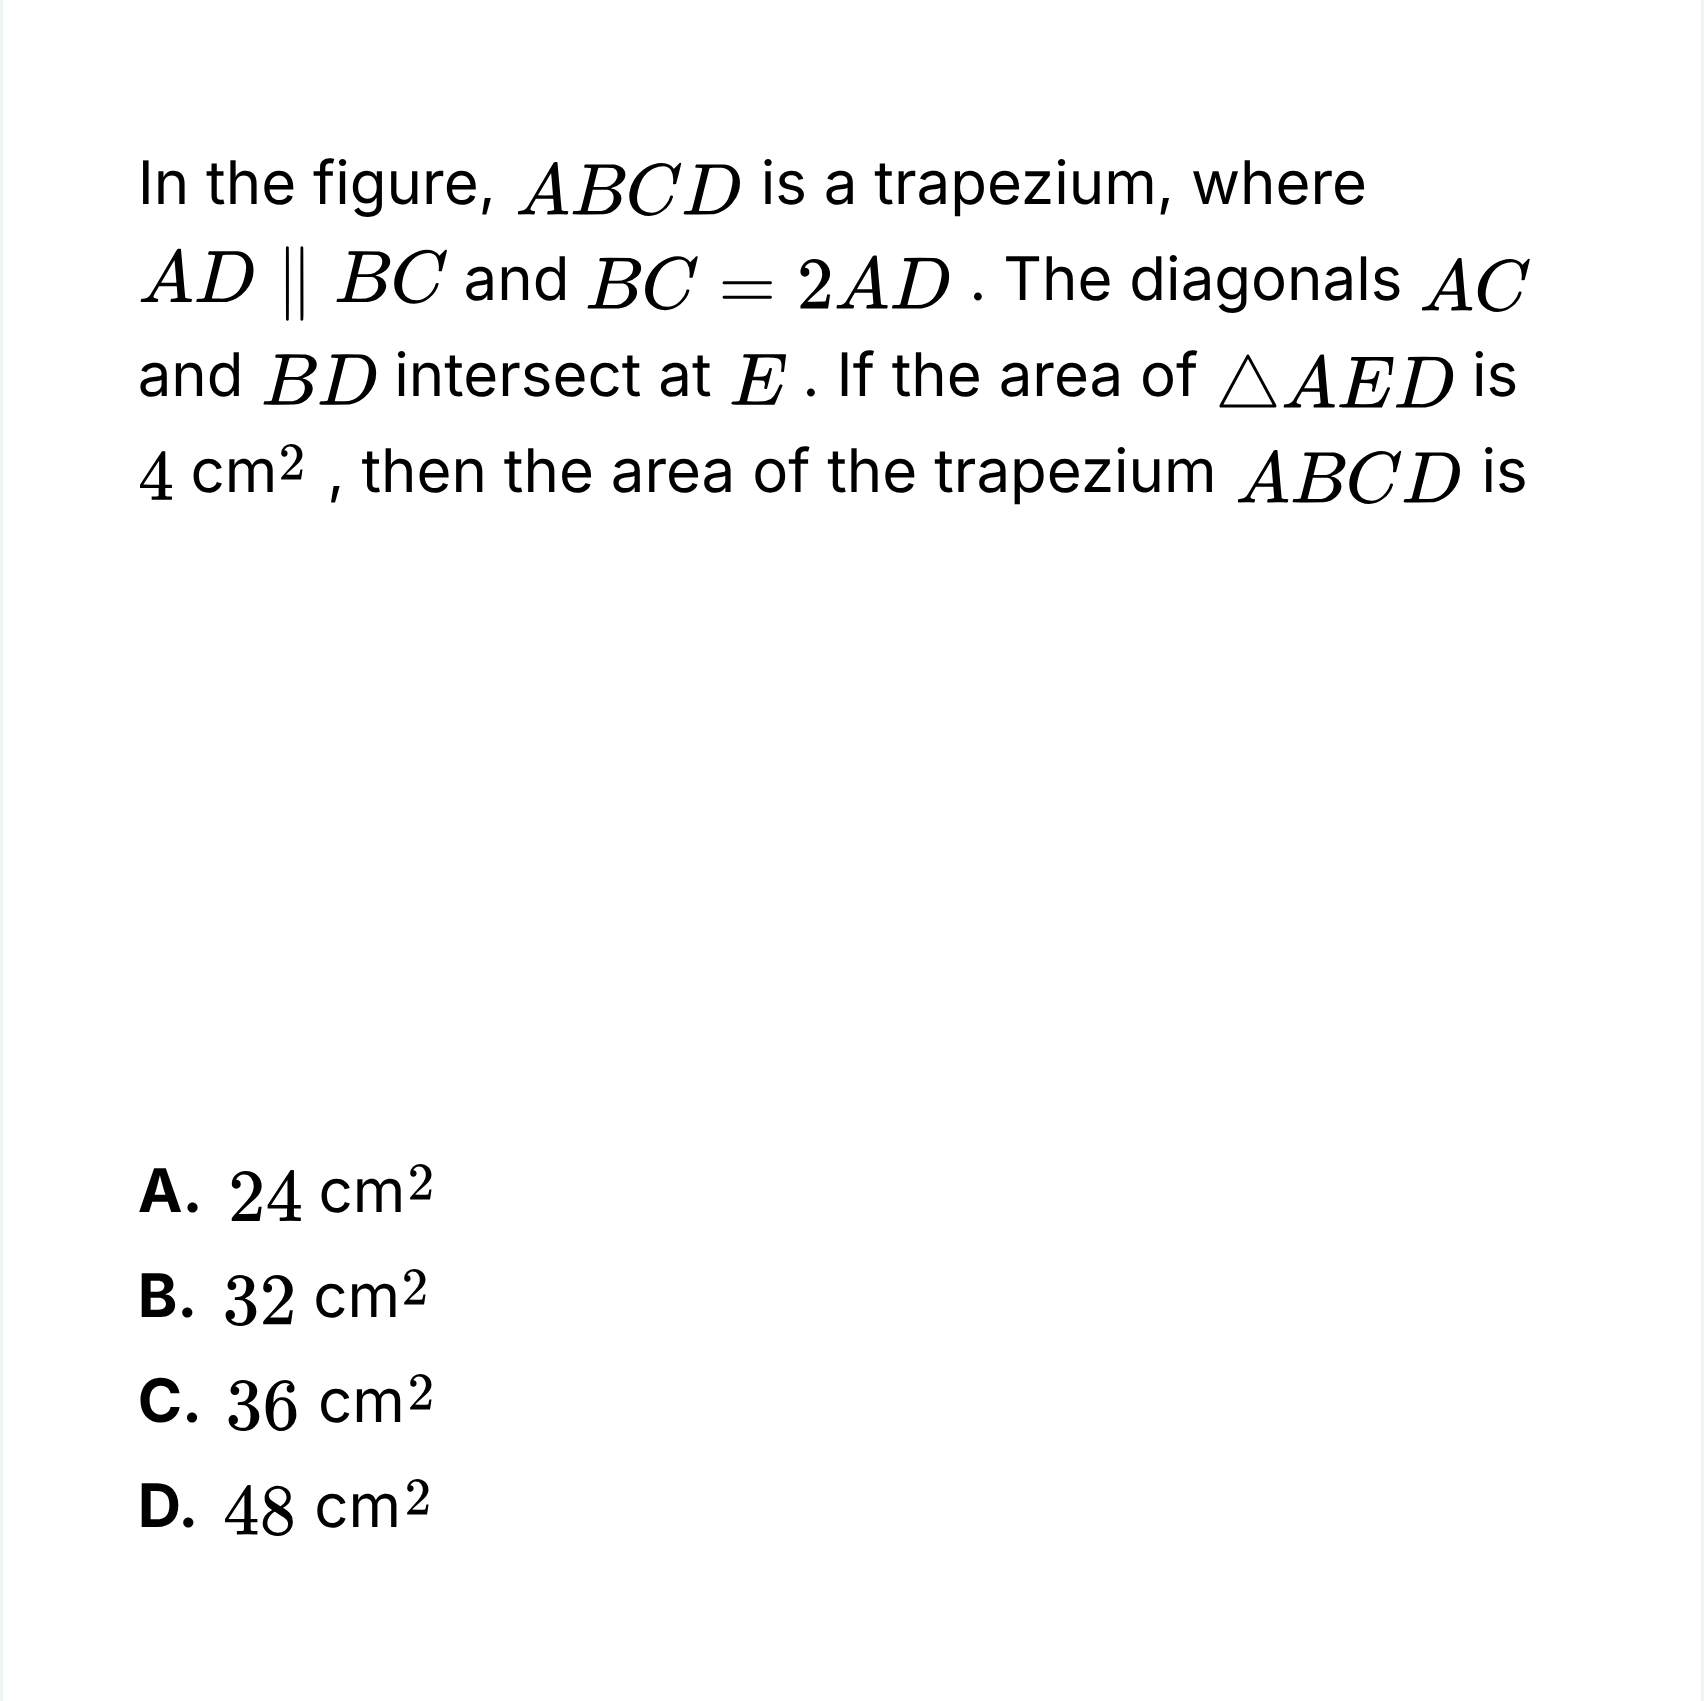 In the figure, ABCD is a trapezium, where
AD ∥ BC and BC = 2AD . The diagonals AC
and BD intersect at E . If the area of △AED is
4 cm² , then the area of the trapezium ABCD is
A. 24 cm²
B. 32 cm²
C. 36 cm²
D. 48 cm²